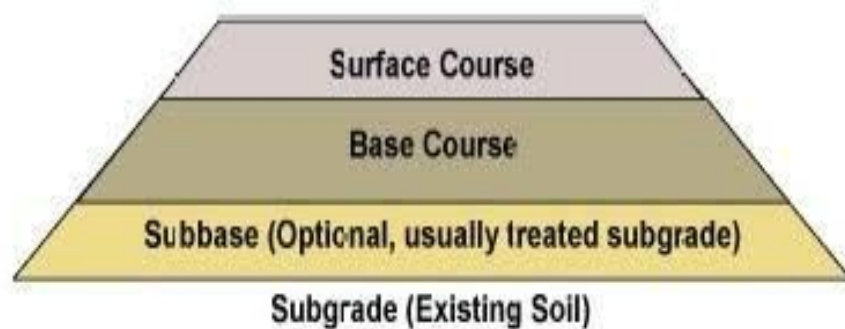 Surface Course
Base Course
Subbase (Optional, usually treated subgrade)
Subgrade (Existing Soil)